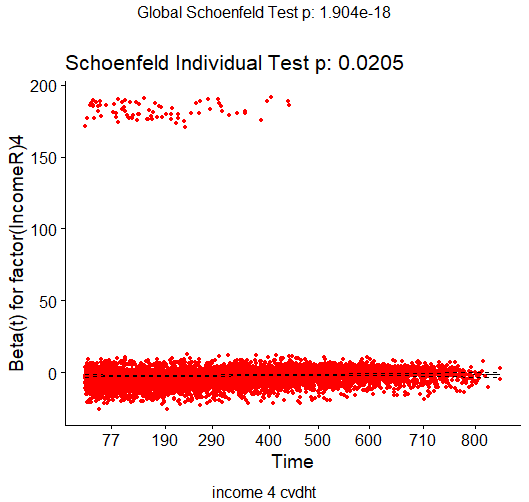 Global Schoenfeld Test p: 1.904e-18
Schoenfeld Individual Test p: 0.0205
Beta(t) for factor(IncomeR)4
200
150
100
50
0
77 190 290 400 500 600 710 800
Time
income 4 cvdht